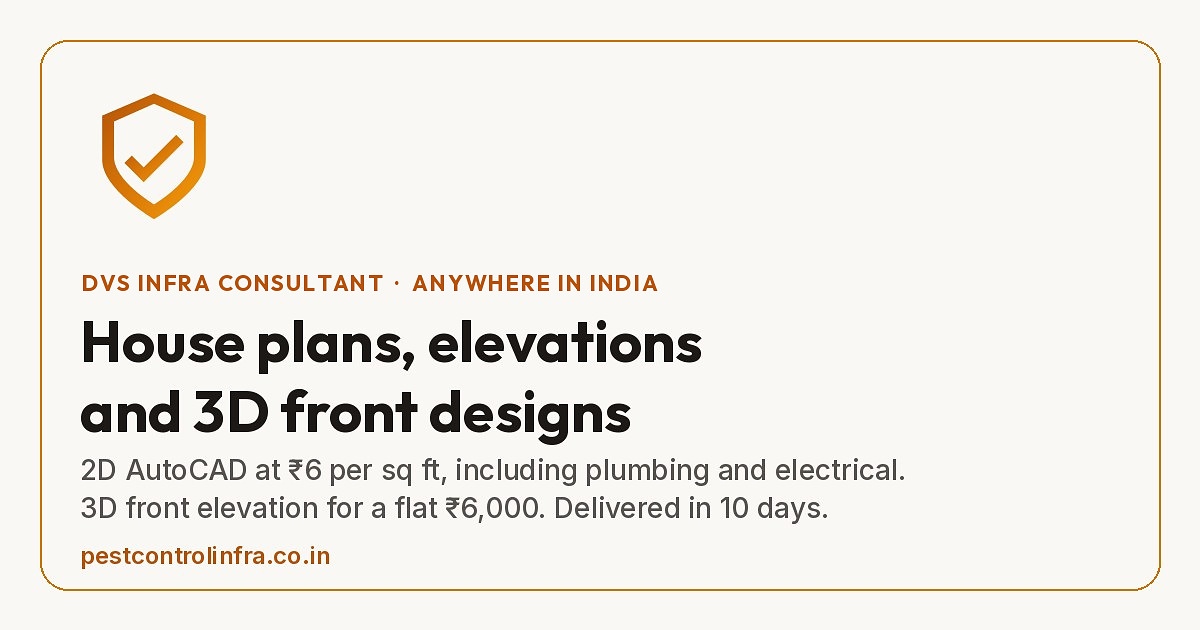 DVS INFRA CONSULTANT · ANYWHERE IN INDIA
House plans, elevations
and 3D front designs
2D AutoCAD at ₹6 per sq ft, including plumbing and electrical.
3D front elevation for a flat ₹6,000. Delivered in 10 days.
pestcontrolinfra.co.in